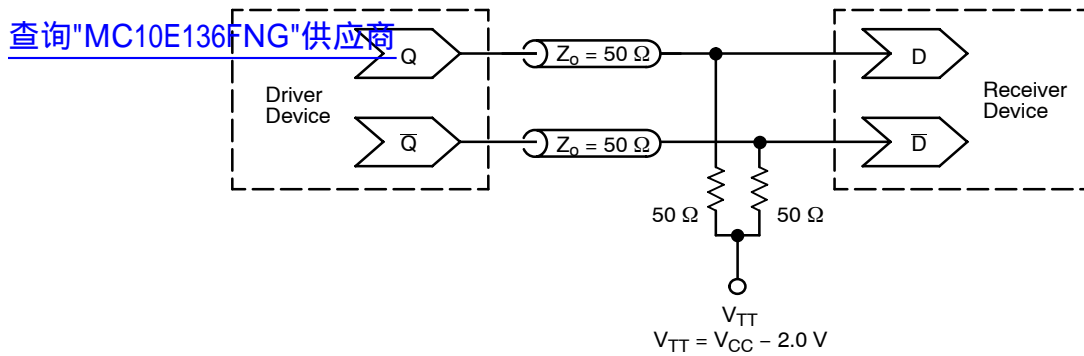 查询"MC10E136FNG"供应商
Q
Z₀ = 50 Ω
D
Driver
Device
Receiver
Device
Q̅
Z₀ = 50 Ω
D̅
50 Ω
50 Ω
V_TT
V_TT = V_CC – 2.0 V